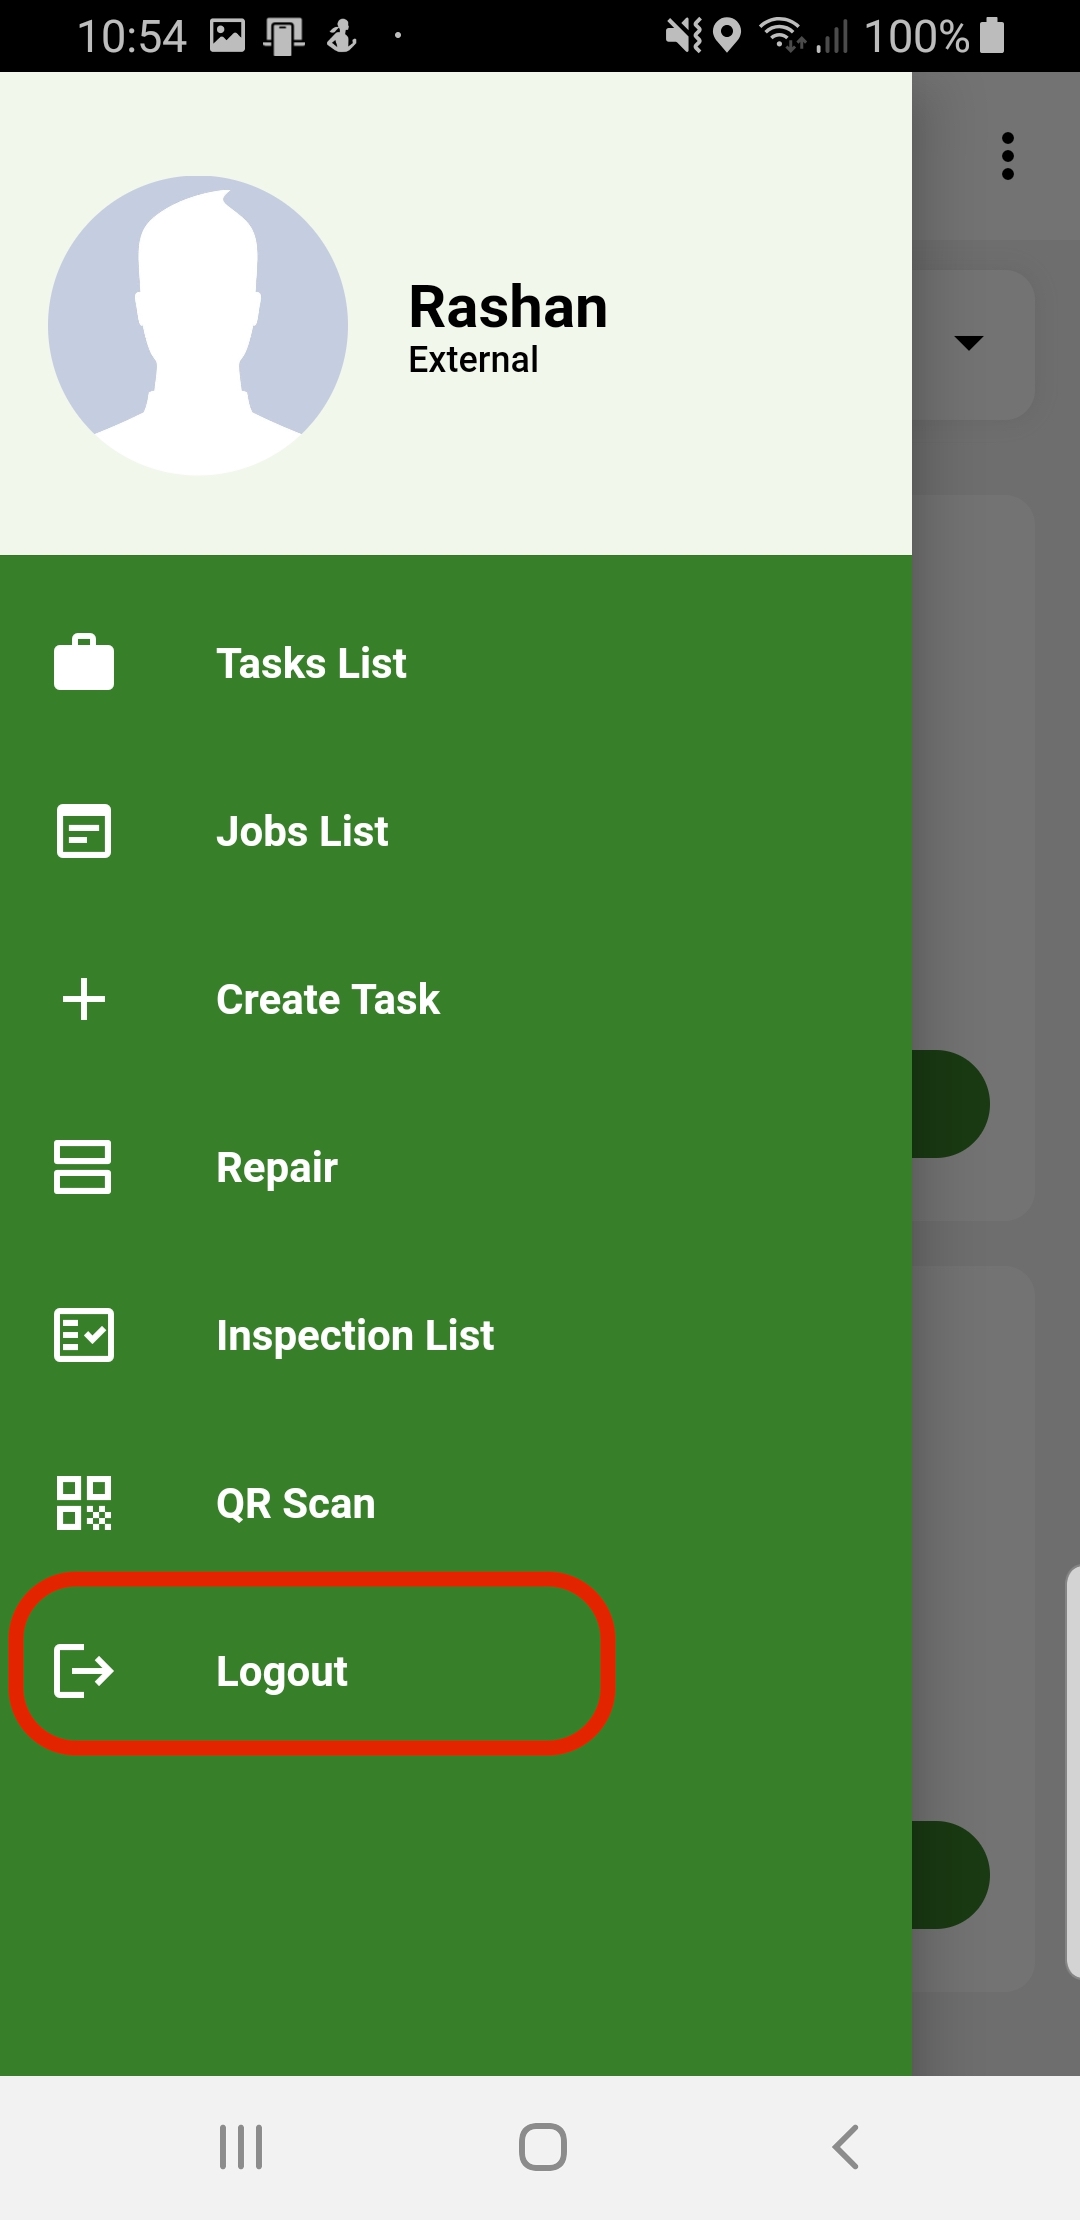 10:54 100%
Rashan
External
Tasks List
Jobs List
Create Task
Repair
Inspection List
QR Scan
Logout